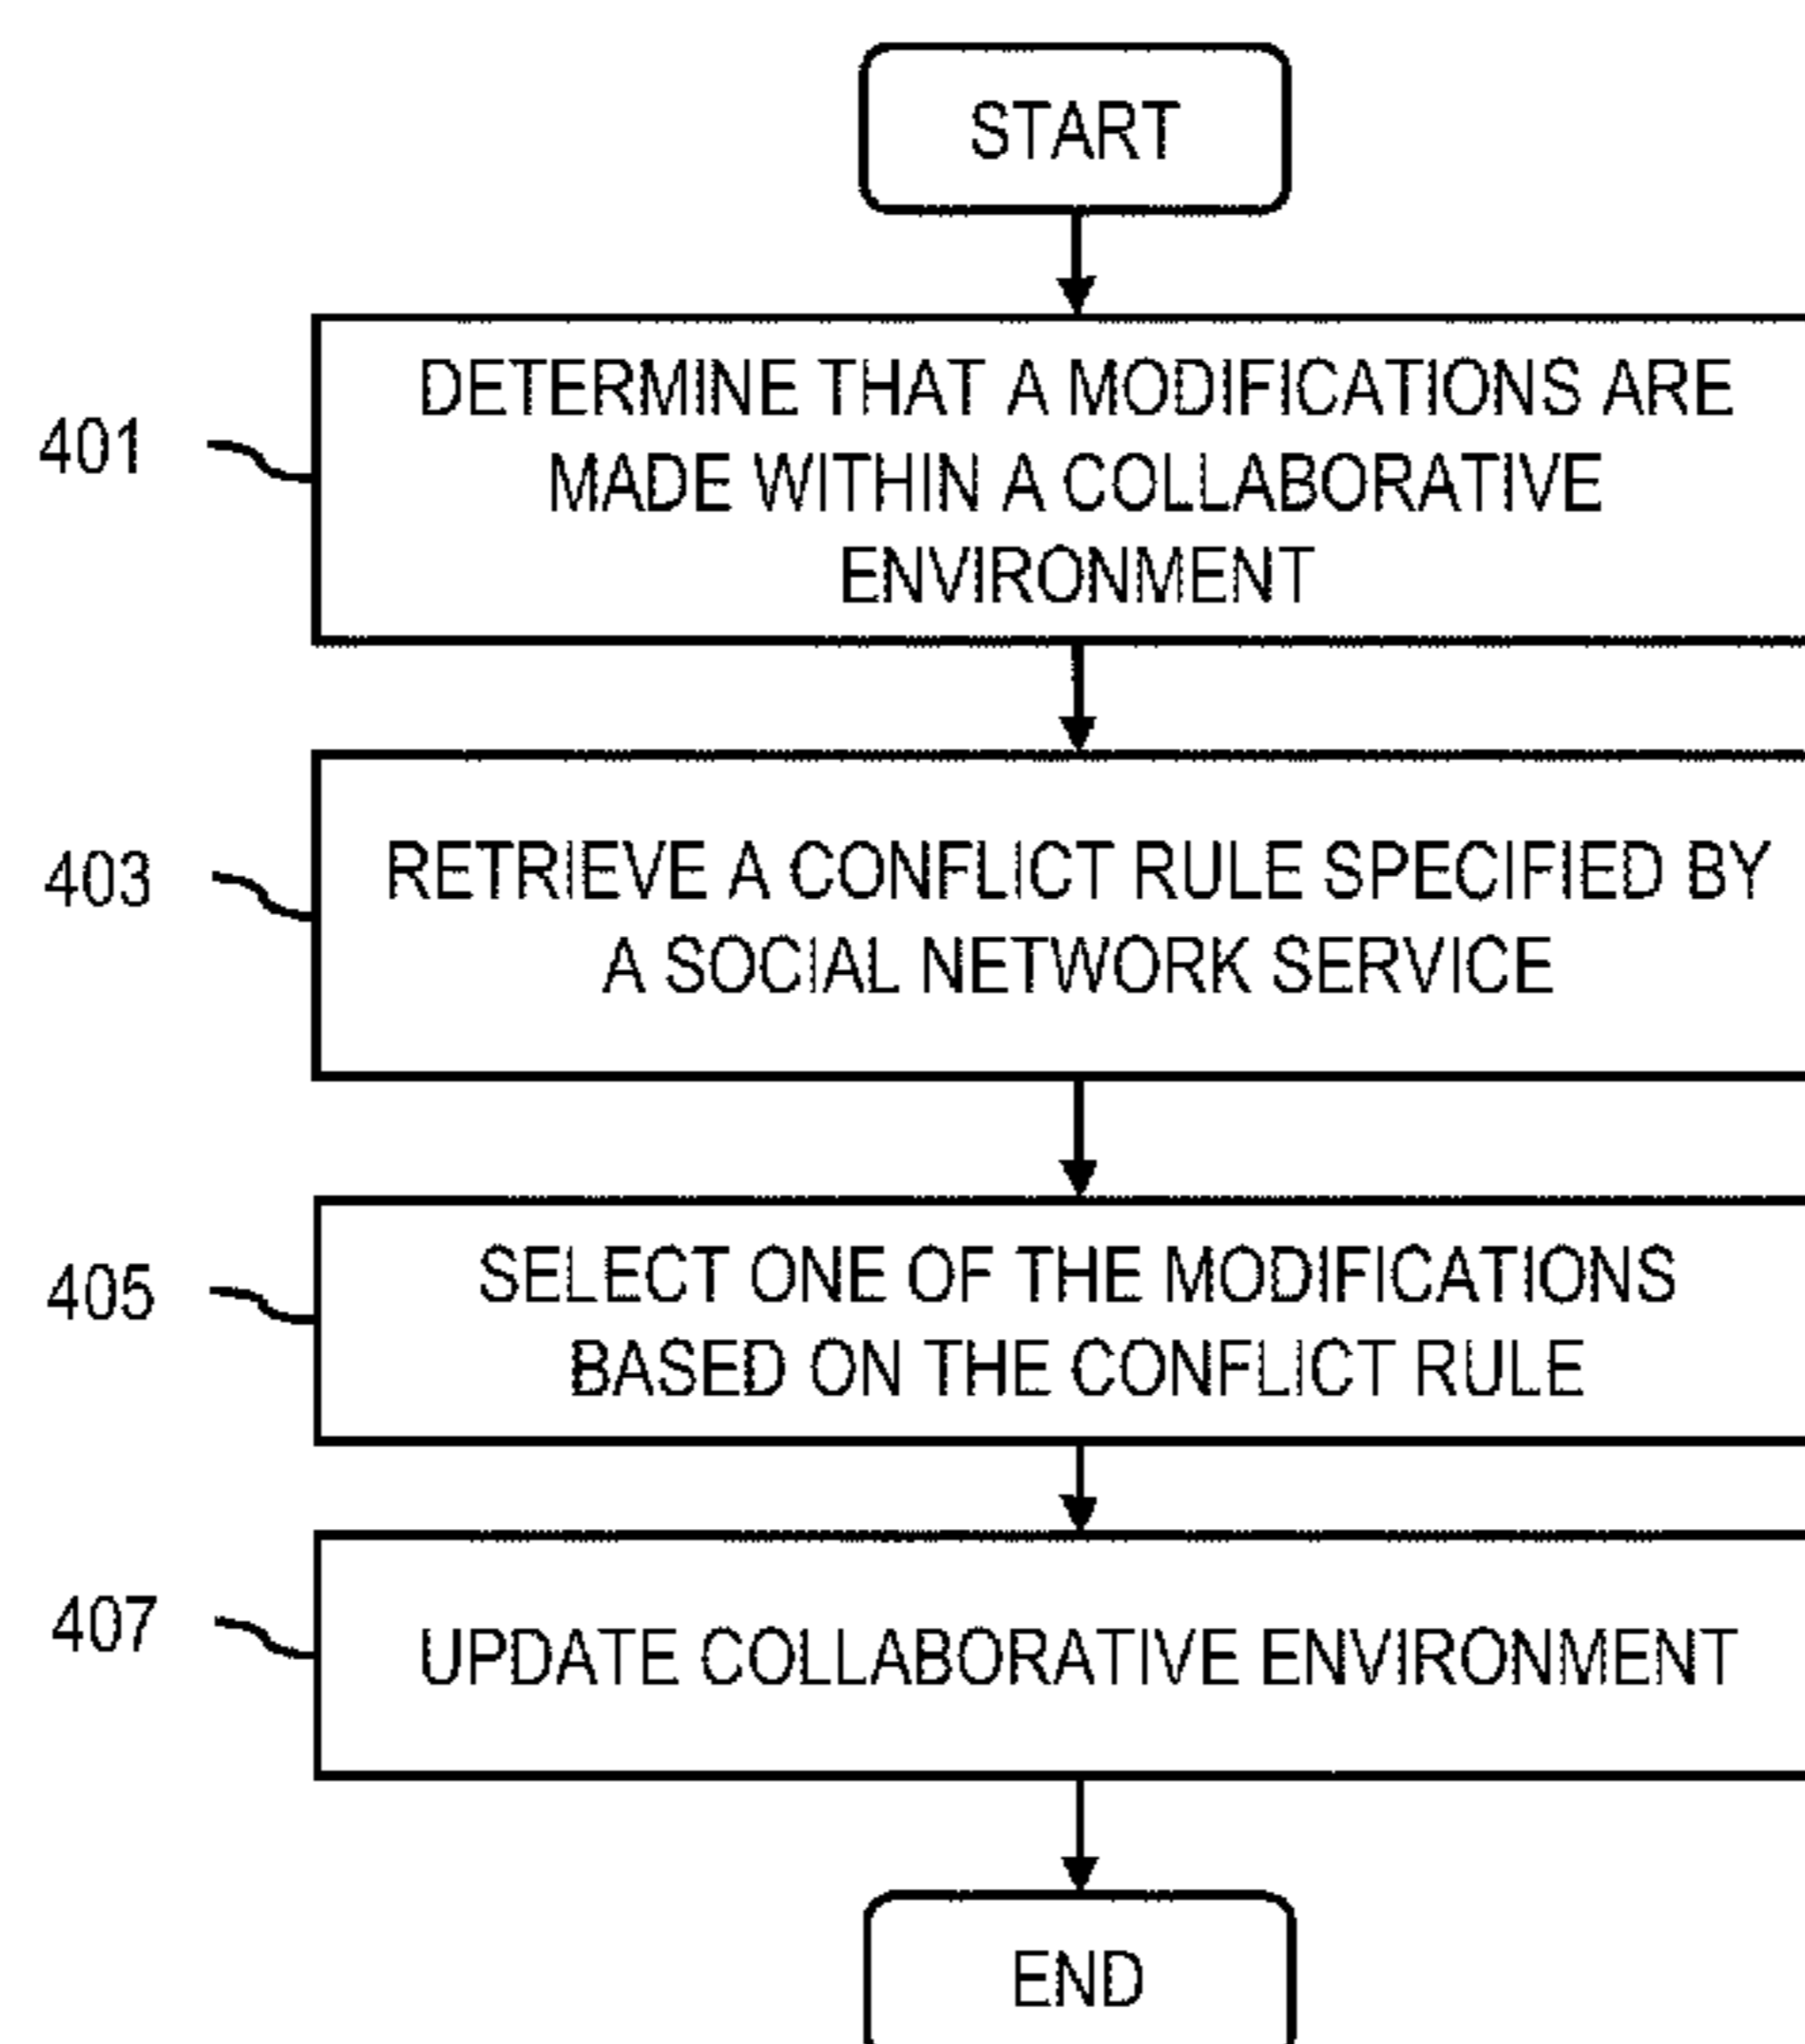 START
401
DETERMINE THAT A MODIFICATIONS ARE
MADE WITHIN A COLLABORATIVE
ENVIRONMENT
403
RETRIEVE A CONFLICT RULE SPECIFIED BY
A SOCIAL NETWORK SERVICE
405
SELECT ONE OF THE MODIFICATIONS
BASED ON THE CONFLICT RULE
407
UPDATE COLLABORATIVE ENVIRONMENT
END